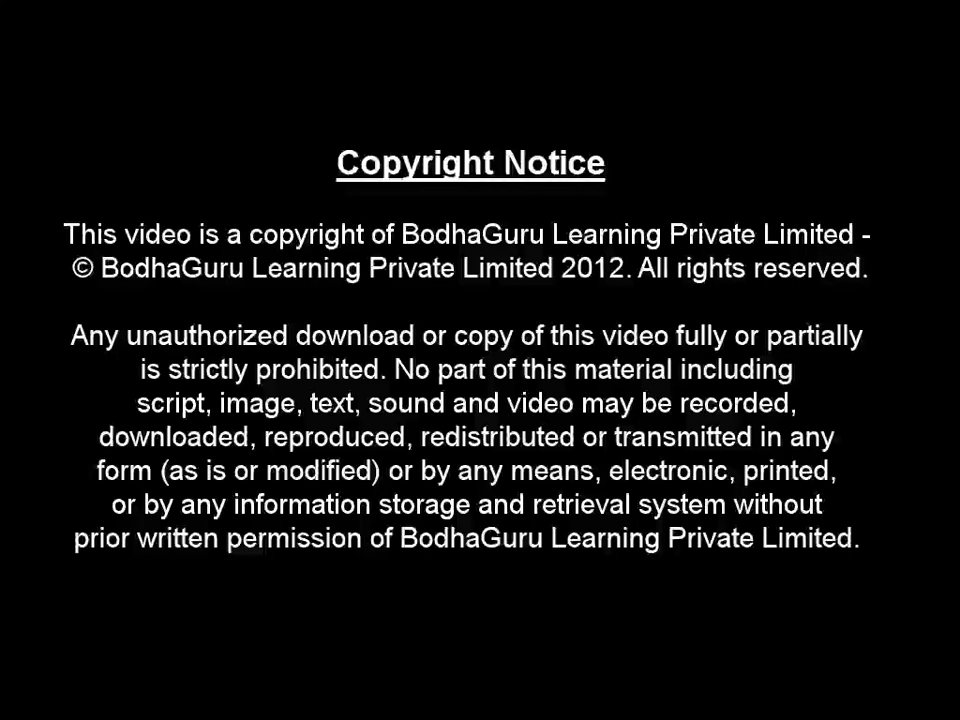 Copyright Notice
This video is a copyright of BodhaGuru Learning Private Limited -
© BodhaGuru Learning Private Limited 2012. All rights reserved.
Any unauthorized download or copy of this video fully or partially
is strictly prohibited. No part of this material including
script, image, text, sound and video may be recorded,
downloaded, reproduced, redistributed or transmitted in any
form (as is or modified) or by any means, electronic, printed,
or by any information storage and retrieval system without
prior written permission of BodhaGuru Learning Private Limited.